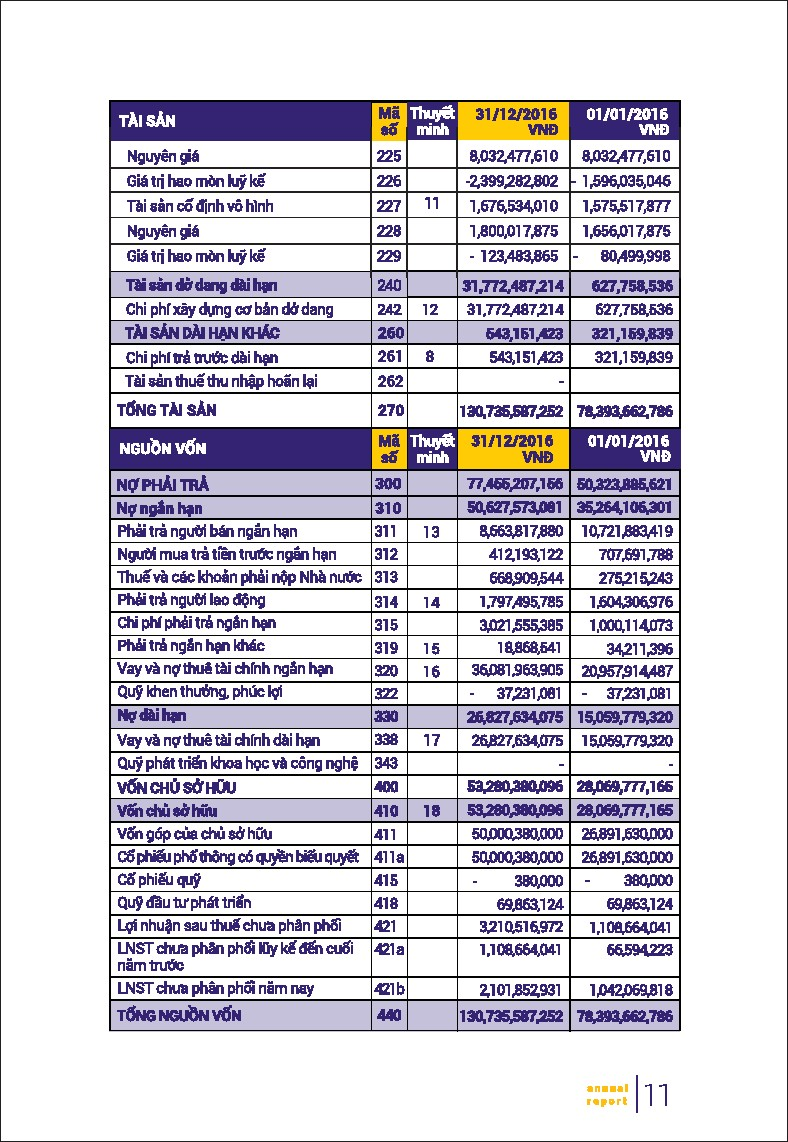 TÀI SẢN Mã số Thuyết minh 31/12/2016 VNĐ 01/01/2016 VNĐ
Nguyên giá 225 8,032,477,610 8,032,477,610
Giá trị hao mòn luỹ kế 226 -2,399,282,802 - 1,596,035,046
Tài sản cố định vô hình 227 11 1,676,534,010 1,575,517,877
Nguyên giá 228 1,800,017,875 1,656,017,875
Giá trị hao mòn luỹ kế 229 - 123,483,865 - 80,499,998
Tài sản dở dang dài hạn 240 31,772,487,214 627,758,536
Chi phí xây dựng cơ bản dở dang 242 12 31,772,487,214 627,758,536
TÀI SẢN DÀI HẠN KHÁC 260 543,151,423 321,159,839
Chi phí trả trước dài hạn 261 8 543,151,423 321,159,839
Tài sản thuế thu nhập hoãn lại 262 -
TỔNG TÀI SẢN 270 130,735,587,252 78,393,662,786
NGUỒN VỐN Mã số Thuyết minh 31/12/2016 VNĐ 01/01/2016 VNĐ
NỢ PHẢI TRẢ 300 77,455,207,156 50,323,885,621
Nợ ngắn hạn 310 50,627,573,081 35,264,106,301
Phải trả người bán ngắn hạn 311 13 8,663,817,880 10,721,883,419
Người mua trả tiền trước ngắn hạn 312 412,193,122 707,691,788
Thuế và các khoản phải nộp Nhà nước 313 668,909,544 275,215,243
Phải trả người lao động 314 14 1,797,495,785 1,604,306,976
Chi phí phải trả ngắn hạn 315 3,021,555,385 1,000,114,073
Phải trả ngắn hạn khác 319 15 18,868,541 34,211,396
Vay và nợ thuê tài chính ngắn hạn 320 16 36,081,963,905 20,957,914,487
Quỹ khen thưởng, phúc lợi 322 - 37,231,081 - 37,231,081
Nợ dài hạn 330 26,827,634,075 15,059,779,320
Vay và nợ thuê tài chính dài hạn 338 17 26,827,634,075 15,059,779,320
Quỹ phát triển khoa học và công nghệ 343 - -
VỐN CHỦ SỞ HỮU 400 53,280,380,096 28,069,777,165
Vốn chủ sở hữu 410 18 53,280,380,096 28,069,777,165
Vốn góp của chủ sở hữu 411 50,000,380,000 26,891,630,000
Cổ phiếu phổ thông có quyền biểu quyết 411a 50,000,380,000 26,891,630,000
Cổ phiếu quỹ 415 - 380,000 - 380,000
Quỹ đầu tư phát triển 418 69,863,124 69,863,124
Lợi nhuận sau thuế chưa phân phối 421 3,210,516,972 1,108,664,041
LNST chưa phân phối lũy kế đến cuối 421a 1,108,664,041 66,594,223
năm trước
LNST chưa phân phối năm nay 421b 2,101,852,931 1,042,069,818
TỔNG NGUỒN VỐN 440 130,735,587,252 78,393,662,786
annual
report 11